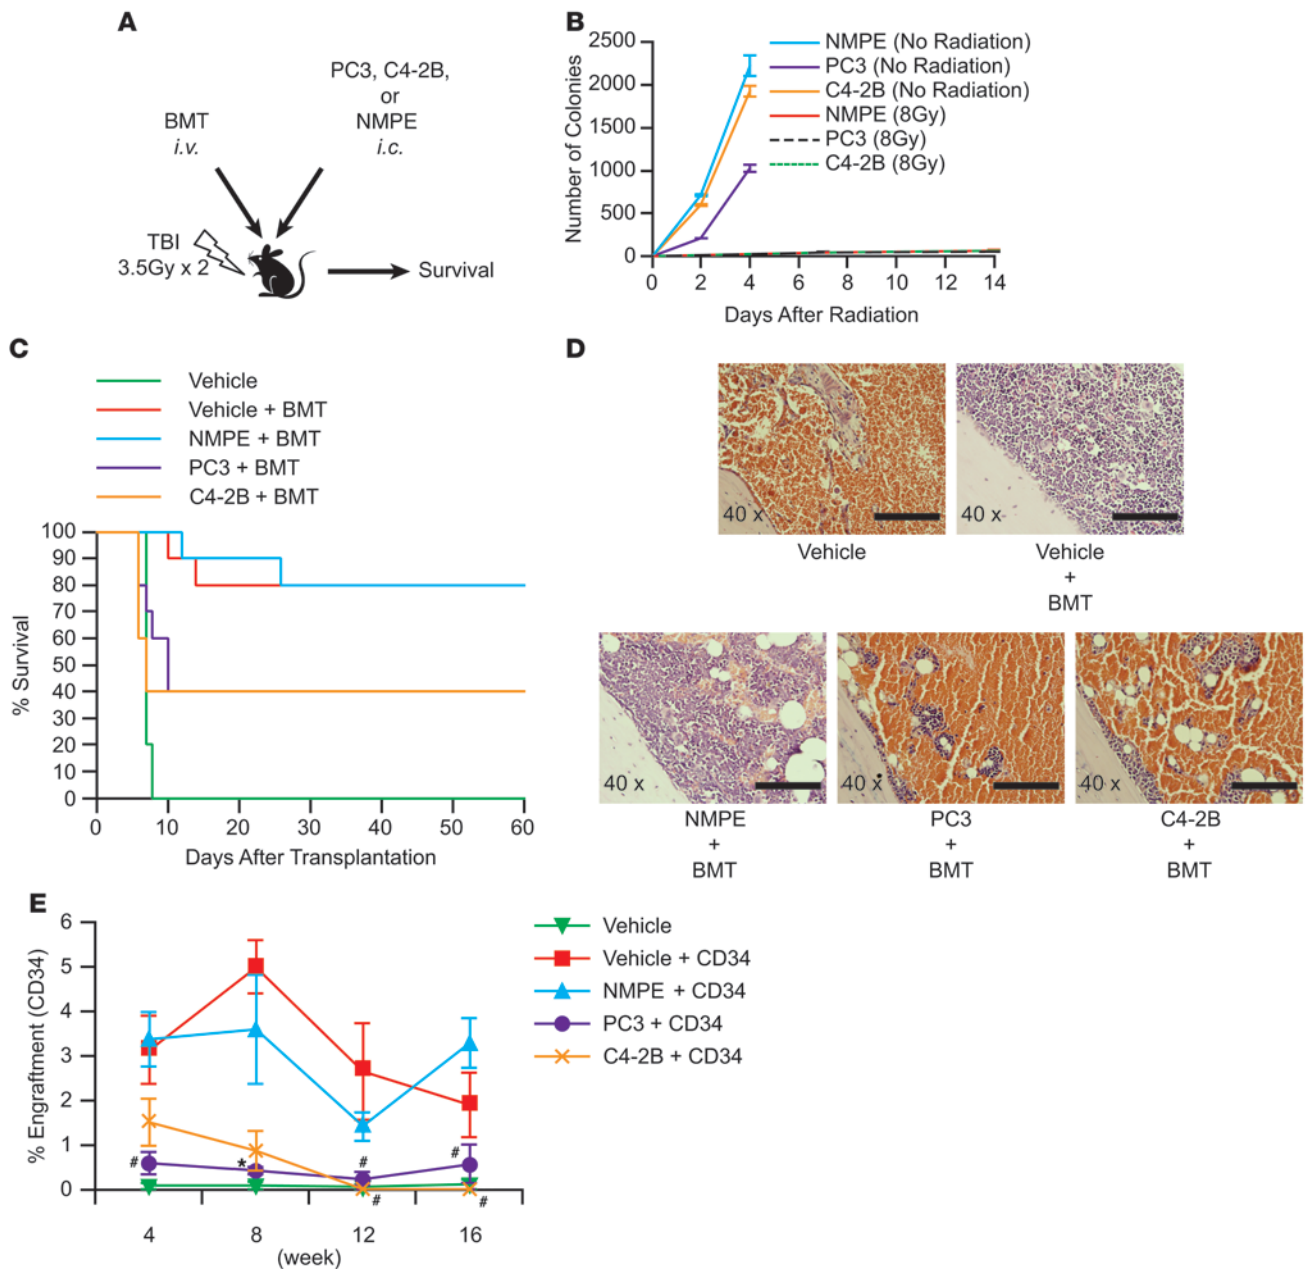 A
BMT
i.v.
PC3, C4-2B,
or
NMPE
i.c.
TBI
3.5Gy x 2
Survival
B
Number of Colonies
2500
2000
1500
1000
500
0
0 2 4 6 8 10 12 14
Days After Radiation
NMPE (No Radiation)
PC3 (No Radiation)
C4-2B (No Radiation)
NMPE (8Gy)
PC3 (8Gy)
C4-2B (8Gy)
C
Vehicle
Vehicle + BMT
NMPE + BMT
PC3 + BMT
C4-2B + BMT
% Survival
100
90
80
70
60
50
40
30
20
10
0
0 10 20 30 40 50 60
Days After Transplantation
D
40 x
Vehicle
40 x
Vehicle
+
BMT
40 x
NMPE
+
BMT
40 x
PC3
+
BMT
40 x
C4-2B
+
BMT
E
% Engraftment (CD34)
6
5
4
3
2
1
0
# * # #
# #
4 8 12 16
(week)
Vehicle
Vehicle + CD34
NMPE + CD34
PC3 + CD34
C4-2B + CD34